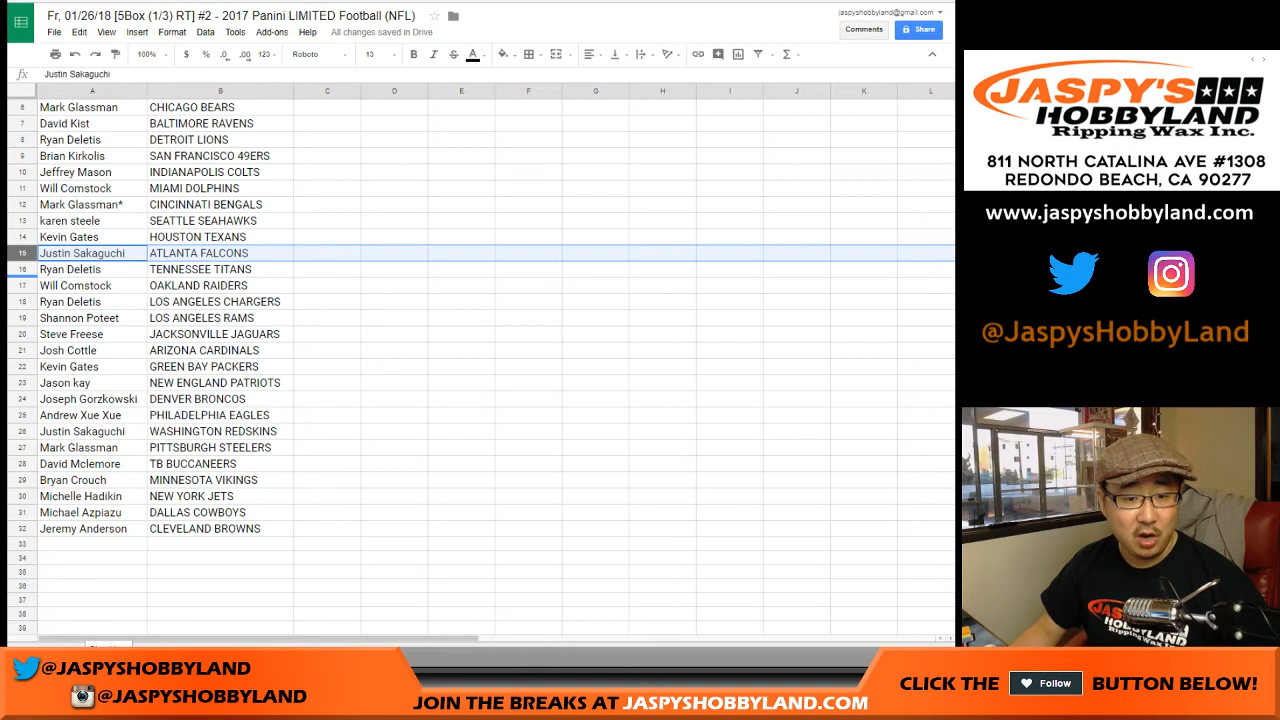 Fr, 01/26/18 [5Box (1/3) RT] #2 - 2017 Panini LIMITED Football (NFL)
jaspyshobbyland@gmail.com
File Edit View Insert Format Data Tools Add-ons Help All changes saved in Drive
Comments
Share
100% $ % .0 .00 123 Roboto 13 B I S A
fx Justin Sakaguchi
A B C D E F G H I J K L
6 Mark Glassman CHICAGO BEARS
7 David Kist BALTIMORE RAVENS
8 Ryan Deletis DETROIT LIONS
9 Brian Kirkolis SAN FRANCISCO 49ERS
10 Jeffrey Mason INDIANAPOLIS COLTS
11 Will Comstock MIAMI DOLPHINS
12 Mark Glassman* CINCINNATI BENGALS
13 karen steele SEATTLE SEAHAWKS
14 Kevin Gates HOUSTON TEXANS
15 Justin Sakaguchi ATLANTA FALCONS
16 Ryan Deletis TENNESSEE TITANS
17 Will Comstock OAKLAND RAIDERS
18 Ryan Deletis LOS ANGELES CHARGERS
19 Shannon Poteet LOS ANGELES RAMS
20 Steve Freese JACKSONVILLE JAGUARS
21 Josh Cottle ARIZONA CARDINALS
22 Kevin Gates GREEN BAY PACKERS
23 Jason kay NEW ENGLAND PATRIOTS
24 Joseph Gorzkowski DENVER BRONCOS
25 Andrew Xue Xue PHILADELPHIA EAGLES
26 Justin Sakaguchi WASHINGTON REDSKINS
27 Mark Glassman PITTSBURGH STEELERS
28 David Mclemore TB BUCCANEERS
29 Bryan Crouch MINNESOTA VIKINGS
30 Michelle Hadikin NEW YORK JETS
31 Michael Azpiazu DALLAS COWBOYS
32 Jeremy Anderson CLEVELAND BROWNS
33
34
35
36
37
38
39
JASPY'S
HOBBYLAND
Ripping Wax Inc.
811 NORTH CATALINA AVE #1308
REDONDO BEACH, CA 90277
www.jaspyshobbyland.com
@JaspysHobbyLand
HOBBYLAND
Ripping Wax Inc.
@JASPYSHOBBYLAND
@JASPYSHOBBYLAND
JOIN THE BREAKS AT JASPYSHOBBYLAND.COM
CLICK THE Follow BUTTON BELOW!